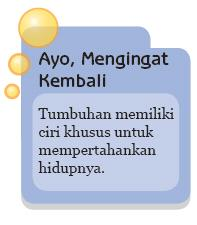 Ayo, Mengingat
Kembali
Tumbuhan memiliki
ciri khusus untuk
mempertahankan
hidupnya.